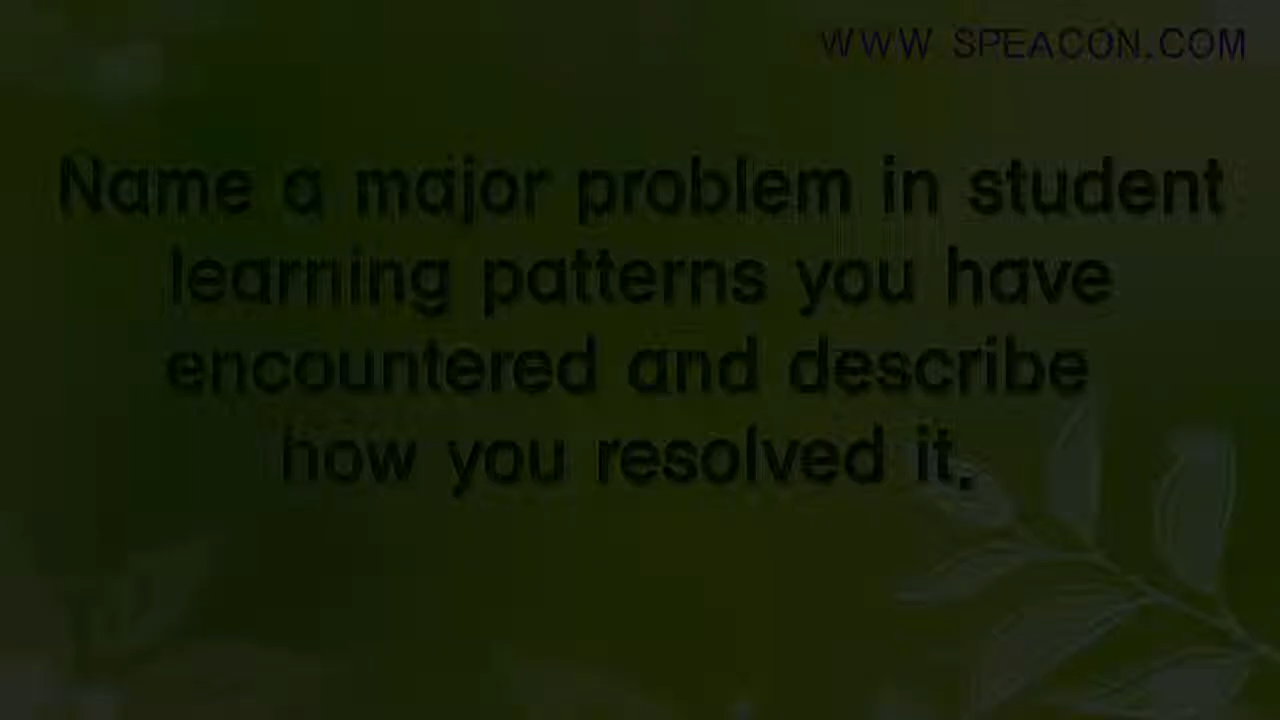 WWW SPEACON.COM
Name a major problem in student
learning patterns you have
encountered and describe
how you resolved it.